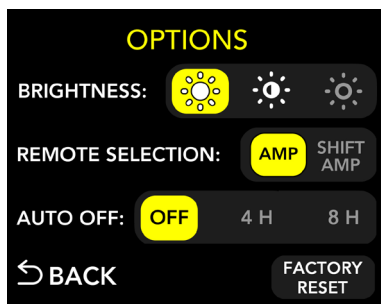 OPTIONS
BRIGHTNESS:
REMOTE SELECTION: AMP SHIFT
AMP
AUTO OFF: OFF 4 H 8 H
BACK FACTORY
RESET